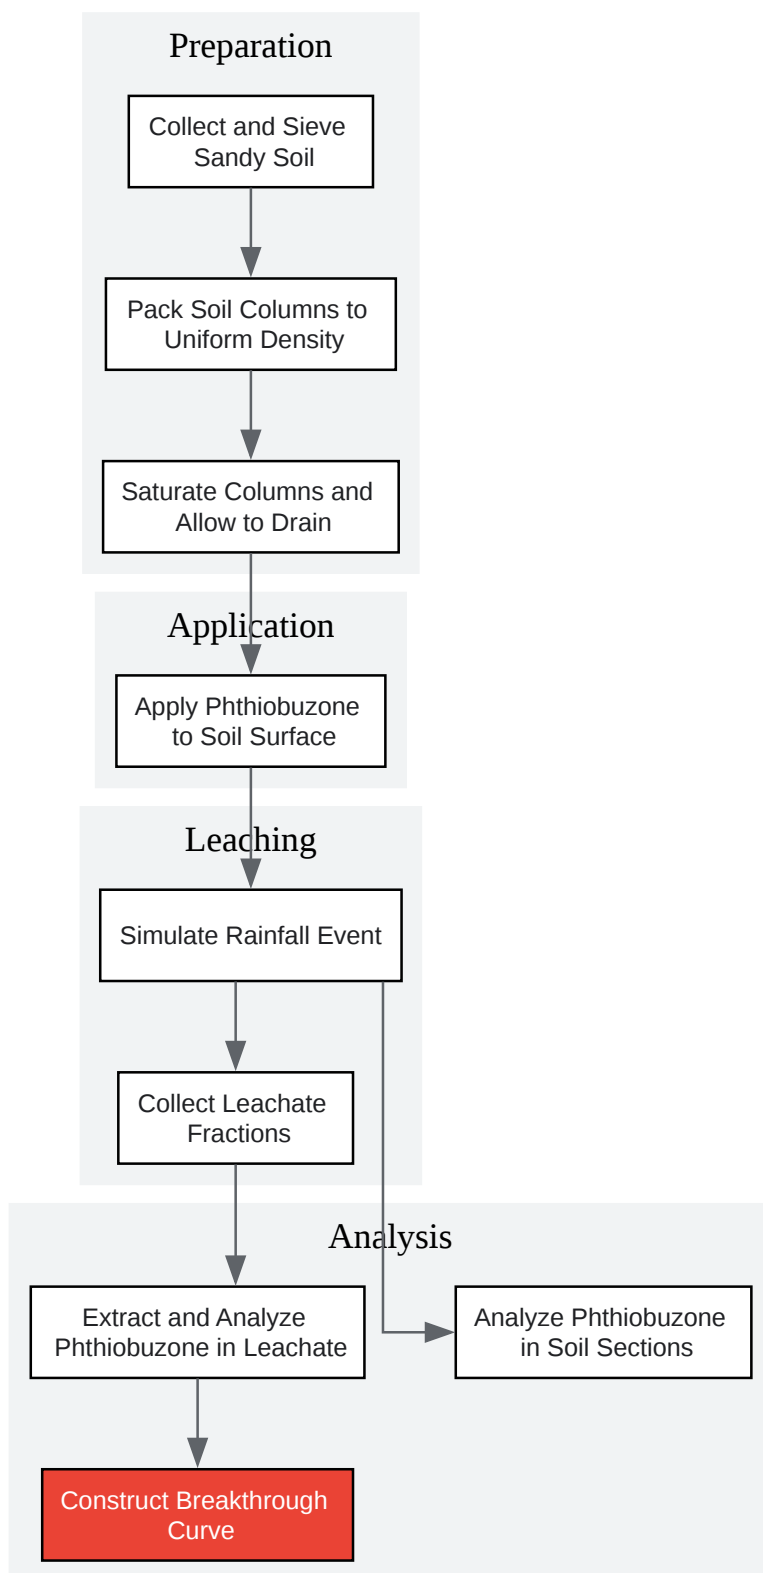 Preparation
Collect and Sieve
Sandy Soil
Pack Soil Columns to
Uniform Density
Saturate Columns and
Allow to Drain
Application
Apply Phthiobuzone
to Soil Surface
Leaching
Simulate Rainfall Event
Collect Leachate
Fractions
Analysis
Extract and Analyze
Phthiobuzone in Leachate
Analyze Phthiobuzone
in Soil Sections
Construct Breakthrough
Curve